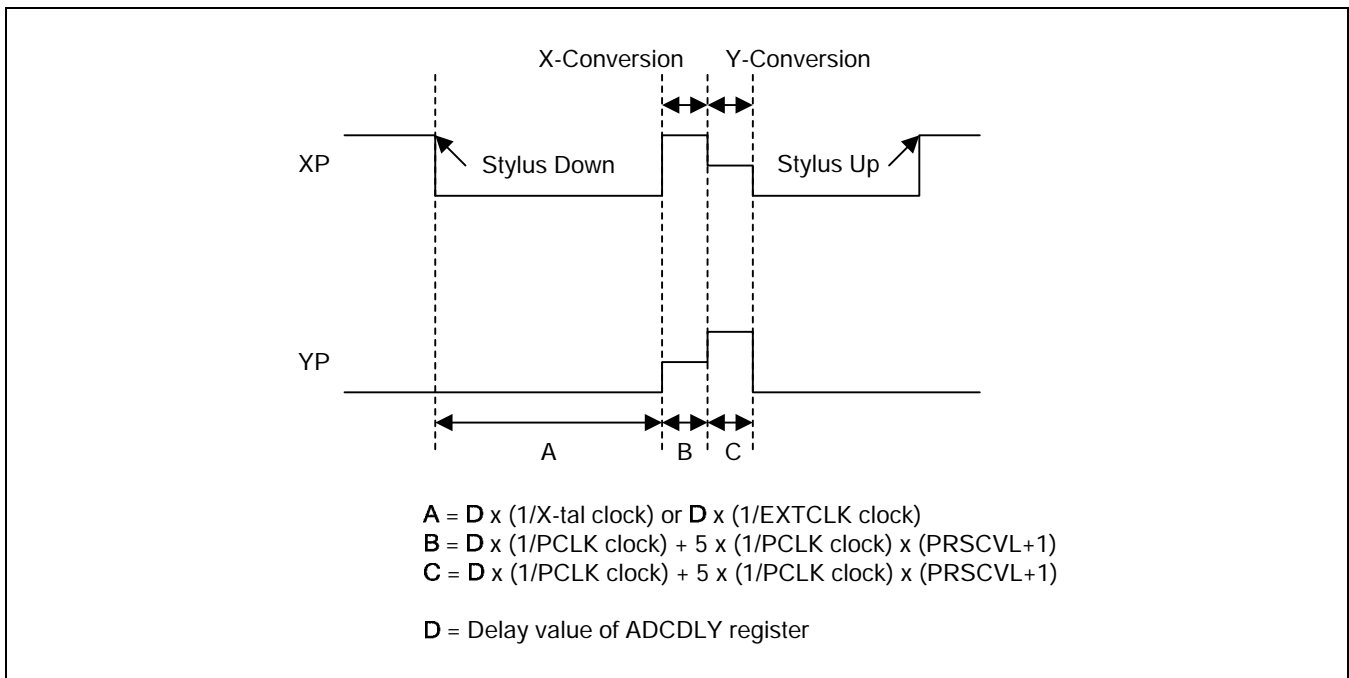 X-Conversion Y-Conversion
XP
Stylus Down
Stylus Up
YP
A B C
A = D x (1/X-tal clock) or D x (1/EXTCLK clock)
B = D x (1/PCLK clock) + 5 x (1/PCLK clock) x (PRSCVL+1)
C = D x (1/PCLK clock) + 5 x (1/PCLK clock) x (PRSCVL+1)
D = Delay value of ADCDLY register